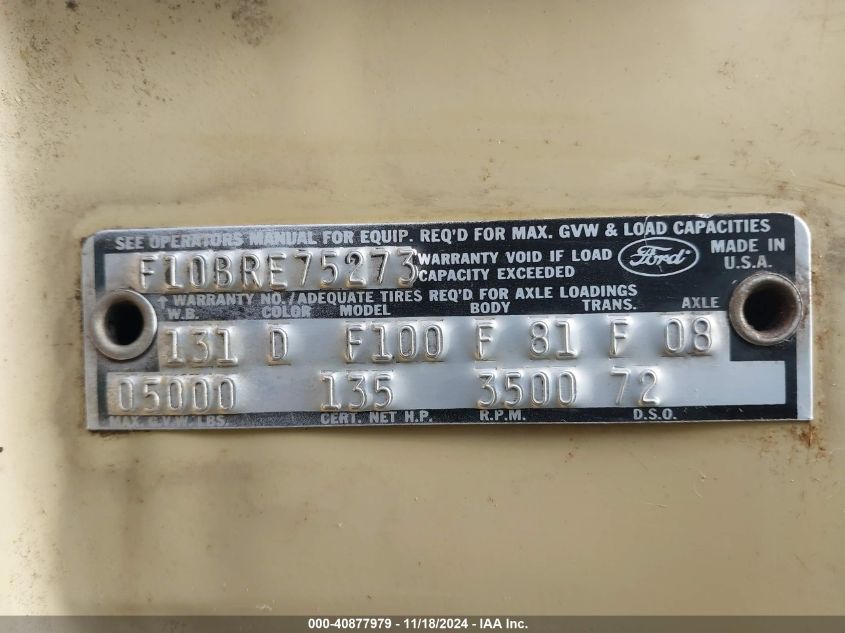 SEE OPERATORS MANUAL FOR EQUIP. REQ'D FOR MAX. GVW & LOAD CAPACITIES
F10BRE75273
WARRANTY VOID IF LOAD
CAPACITY EXCEEDED
Ford
MADE IN
U.S.A.
↑ WARRANTY NO./ADEQUATE TIRES REQ'D FOR AXLE LOADINGS
W.B. COLOR MODEL BODY TRANS. AXLE
131 D F100 F 81 F 08
05000 135 3500 72
MAX. G.V.W. LBS. CERT. NET H.P. R.P.M. D.S.O.
000-40877979 - 11/18/2024 - IAA Inc.